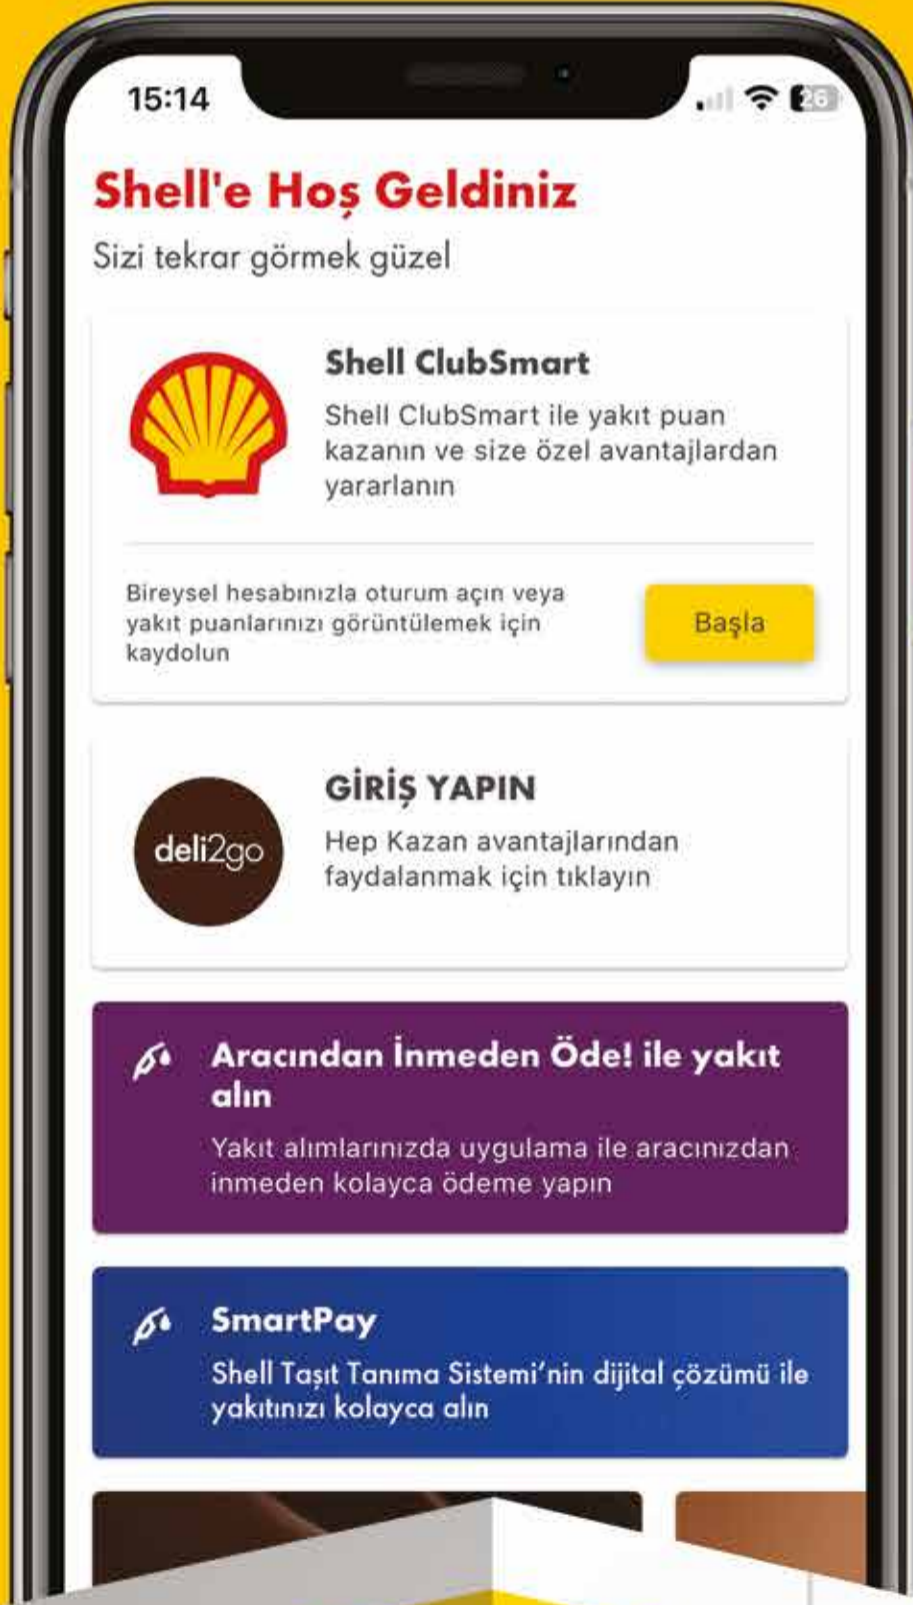 15:14
26
Shell'e Hoş Geldiniz
Sizi tekrar görmek güzel
Shell ClubSmart
Shell ClubSmart ile yakıt puan
kazanın ve size özel avantajlardan
yararlanın
Bireysel hesabınızla oturum açın veya
yakıt puanlarınızı görüntülemek için
kaydolun
Başla
deli2go
GİRİŞ YAPIN
Hep Kazan avantajlarından
faydalanmak için tıklayın
Aracından İnmeden Öde! ile yakıt
alın
Yakıt alımlarınızda uygulama ile aracınızdan
inmeden kolayca ödeme yapın
SmartPay
Shell Taşıt Tanıma Sistemi'nin dijital çözümü ile
yakıtınızı kolayca alın